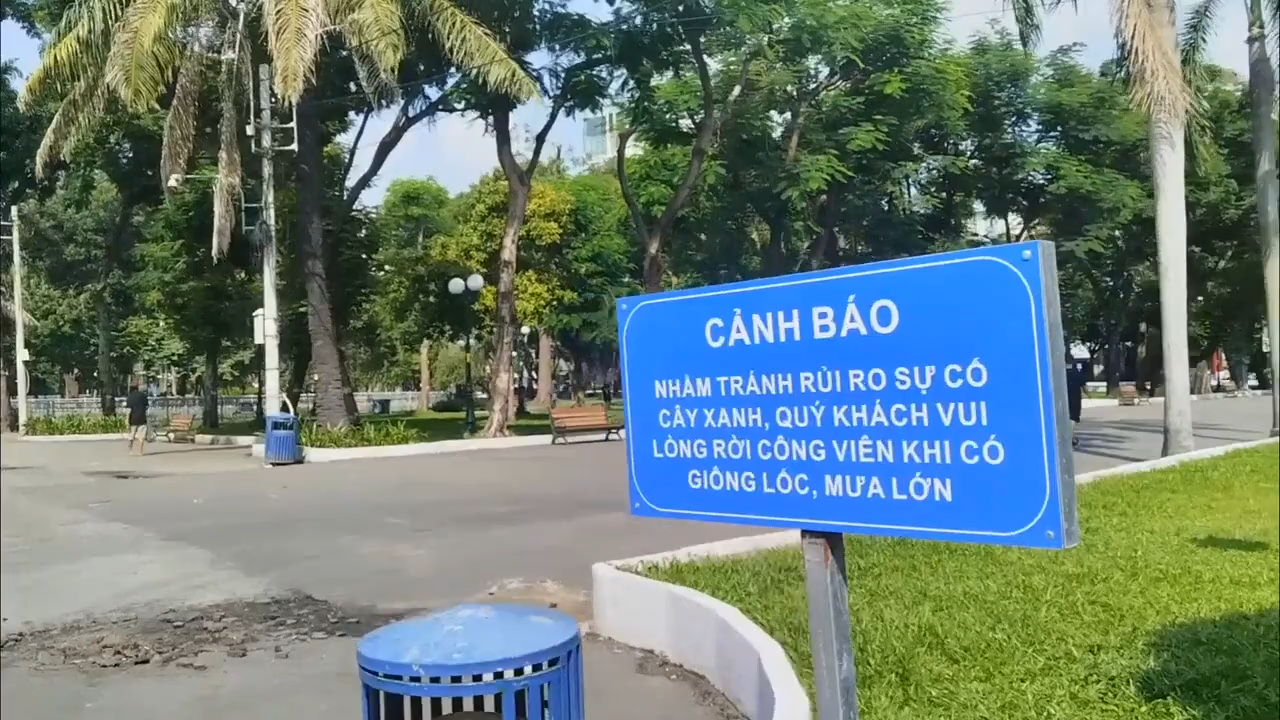 CẢNH BÁO
NHẰM TRÁNH RỦI RO SỰ CỐ
CÂY XANH, QUÝ KHÁCH VUI
LÒNG RỜI CÔNG VIÊN KHI CÓ
GIÔNG LỐC, MƯA LỚN